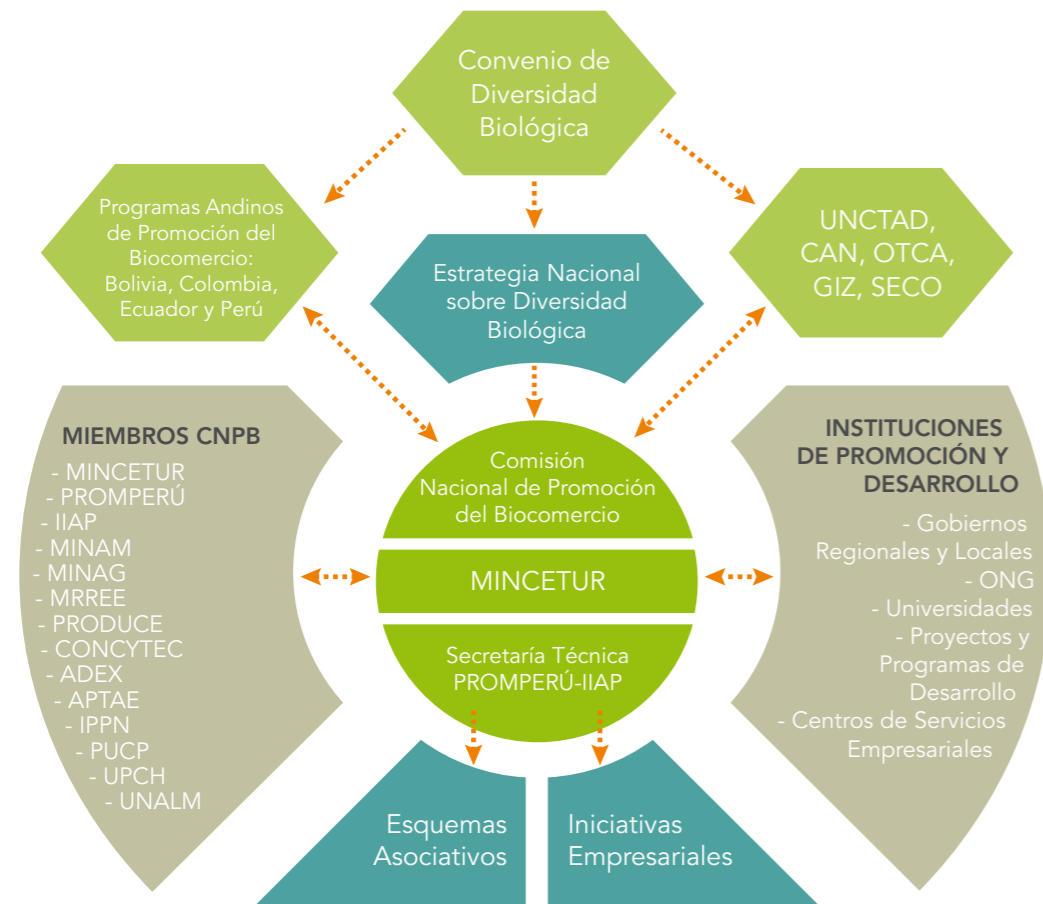 Convenio de
Diversidad
Biológica
Programas Andinos
de Promoción del
Biocomercio:
Bolivia, Colombia,
Ecuador y Perú
Estrategia Nacional
sobre Diversidad
Biológica
UNCTAD,
CAN, OTCA,
GIZ, SECO
MIEMBROS CNPB
- MINCETUR
- PROMPERÚ
- IIAP
- MINAM
- MINAG
- MRREE
- PRODUCE
- CONCYTEC
- ADEX
- APTAE
- IPPN
- PUCP
- UPCH
- UNALM
Comisión
Nacional de Promoción
del Biocomercio
MINCETUR
Secretaría Técnica
PROMPERÚ-IIAP
INSTITUCIONES
DE PROMOCIÓN Y
DESARROLLO
- Gobiernos
Regionales y Locales
- ONG
- Universidades
- Proyectos y
Programas de
Desarrollo
- Centros de Servicios
Empresariales
Esquemas
Asociativos
Iniciativas
Empresariales